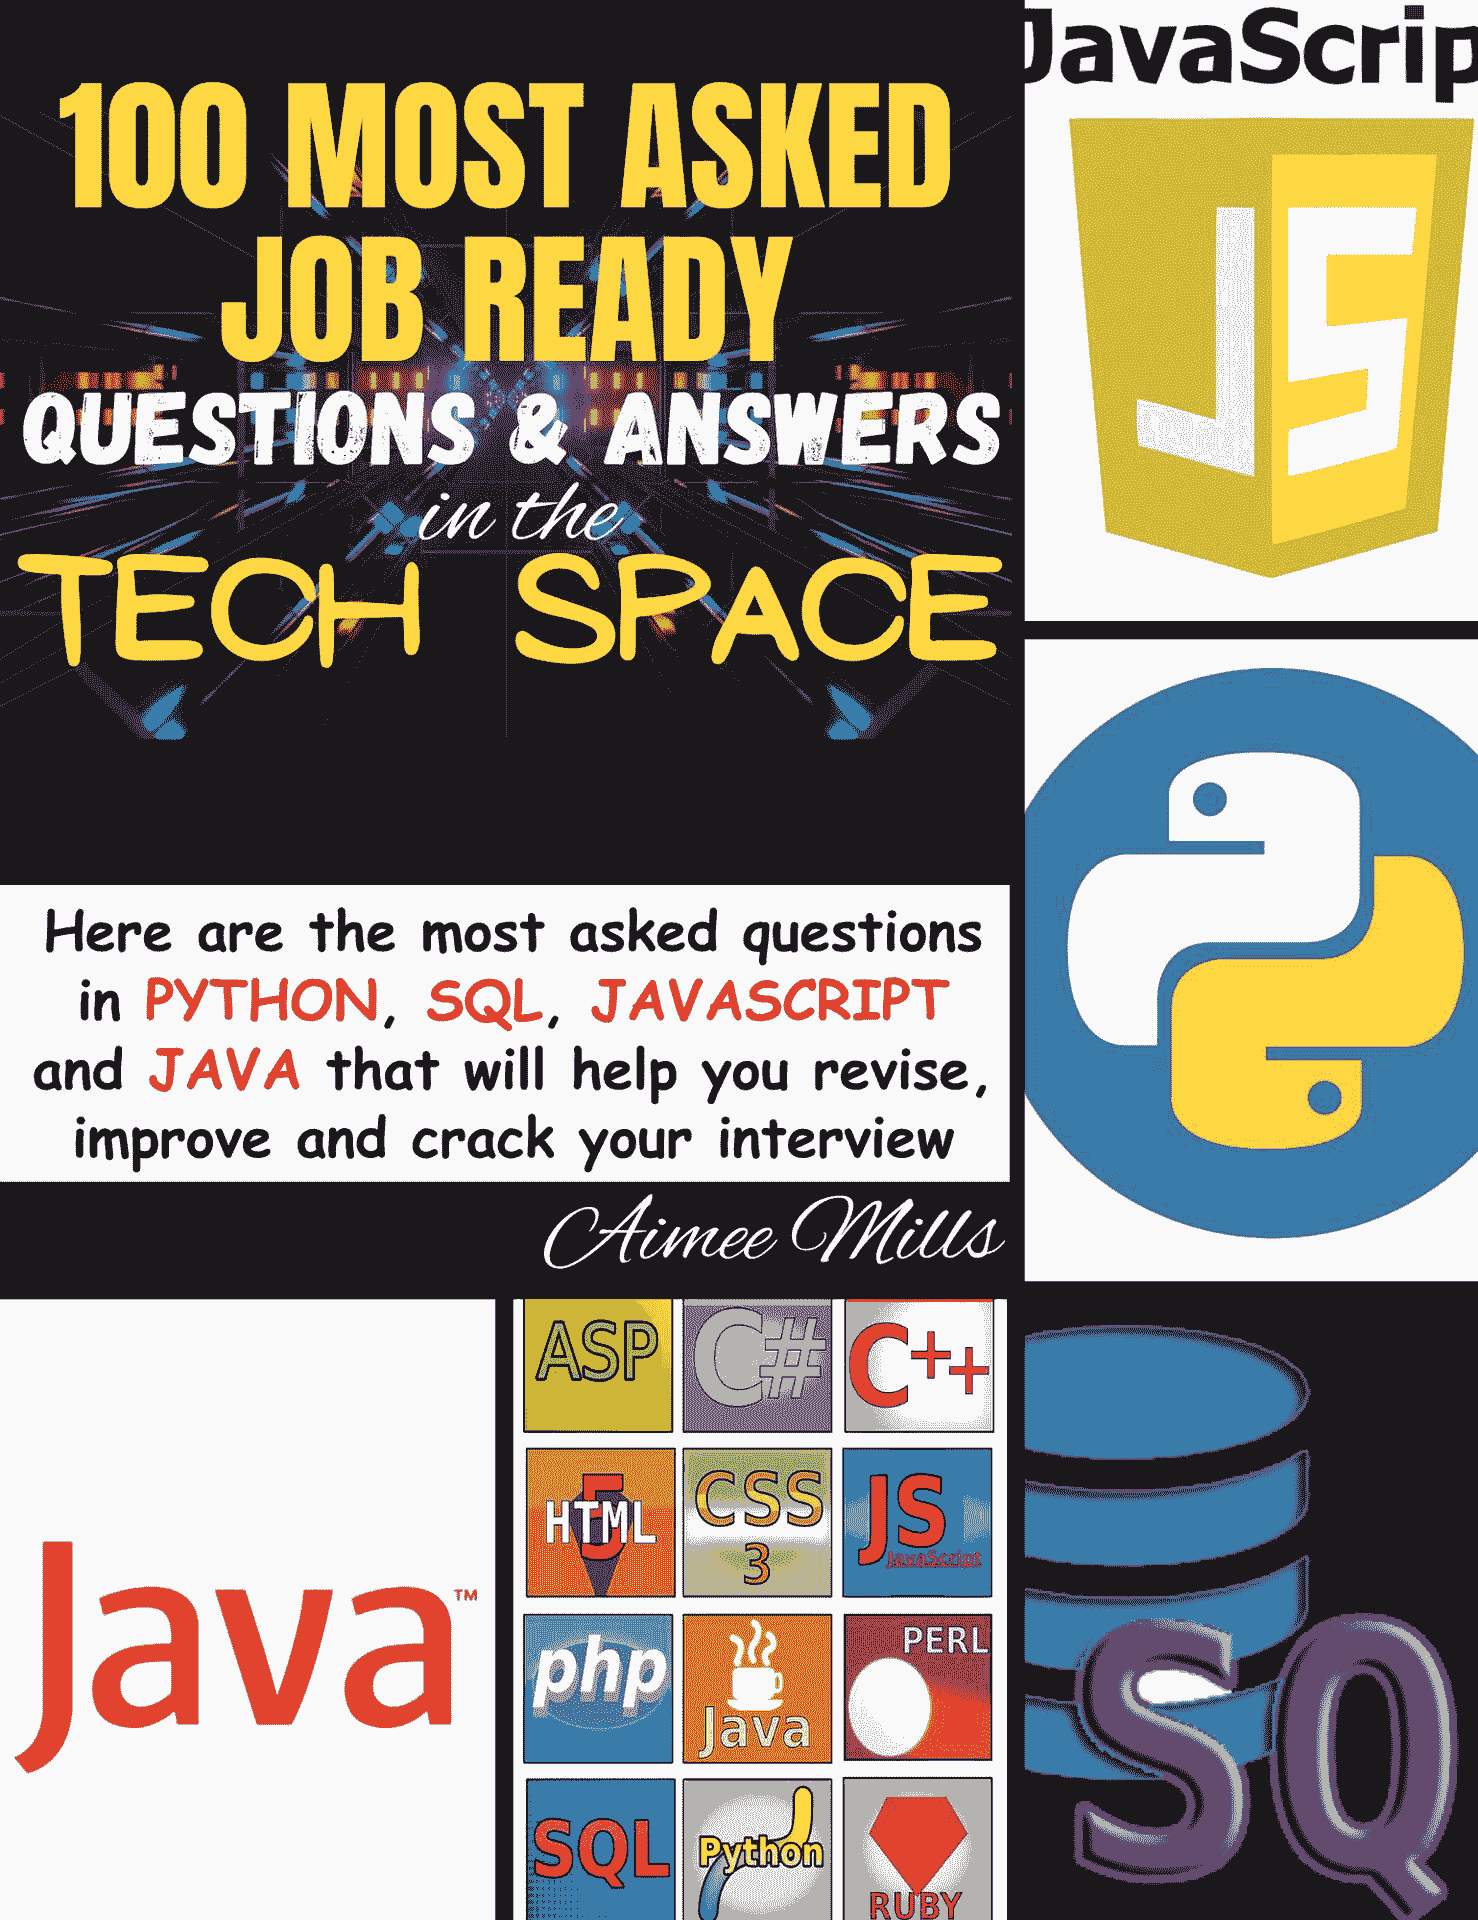 100 MOST ASKED
JOB READY
QUESTIONS & ANSWERS
in the
TECH SPACE
Here are the most asked questions
in PYTHON, SQL, JAVASCRIPT
and JAVA that will help you revise,
improve and crack your interview
Aimee Mills
JavaScrip
JS
Java™
ASP
C#
C++
HTML
5
CSS
3
JS
JavaScript
php
Java
PERL
SQL
Python
RUBY
SQ